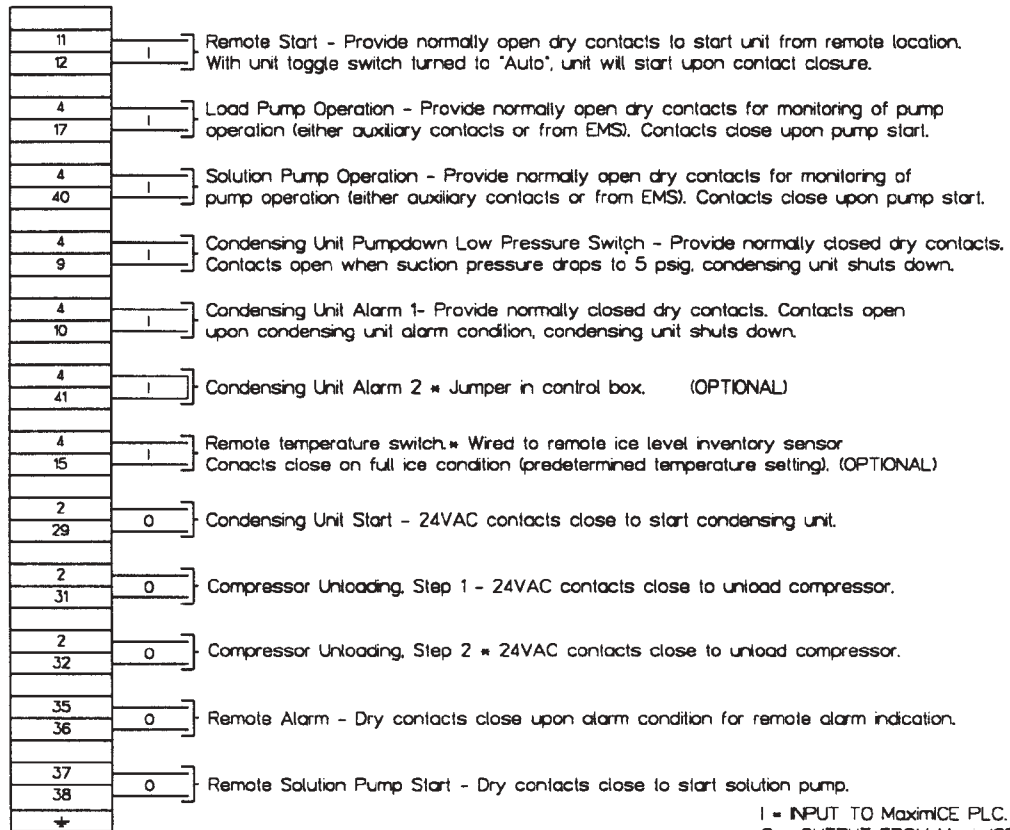 11
12
I
Remote Start - Provide normally open dry contacts to start unit from remote location.
With unit toggle switch turned to "Auto", unit will start upon contact closure.
4
17
I
Load Pump Operation - Provide normally open dry contacts for monitoring of pump
operation (either auxiliary contacts or from EMS). Contacts close upon pump start.
4
40
I
Solution Pump Operation - Provide normally open dry contacts for monitoring of
pump operation (either auxiliary contacts or from EMS). Contacts close upon pump start.
4
9
I
Condensing Unit Pumpdown Low Pressure Switch - Provide normally closed dry contacts.
Contacts open when suction pressure drops to 5 psig, condensing unit shuts down.
4
10
I
Condensing Unit Alarm 1- Provide normally closed dry contacts. Contacts open
upon condensing unit alarm condition, condensing unit shuts down.
4
41
I
Condensing Unit Alarm 2 * Jumper in control box. (OPTIONAL)
4
15
I
Remote temperature switch.* Wired to remote ice level inventory sensor
Conacts close on full ice condition (predetermined temperature setting). (OPTIONAL)
2
29
O
Condensing Unit Start - 24VAC contacts close to start condensing unit.
2
31
O
Compressor Unloading, Step 1 - 24VAC contacts close to unload compressor.
2
32
O
Compressor Unloading, Step 2 * 24VAC contacts close to unload compressor.
35
36
O
Remote Alarm - Dry contacts close upon alarm condition for remote alarm indication.
37
38
O
Remote Solution Pump Start - Dry contacts close to start solution pump.
I = INPUT TO MaximICE PLC.